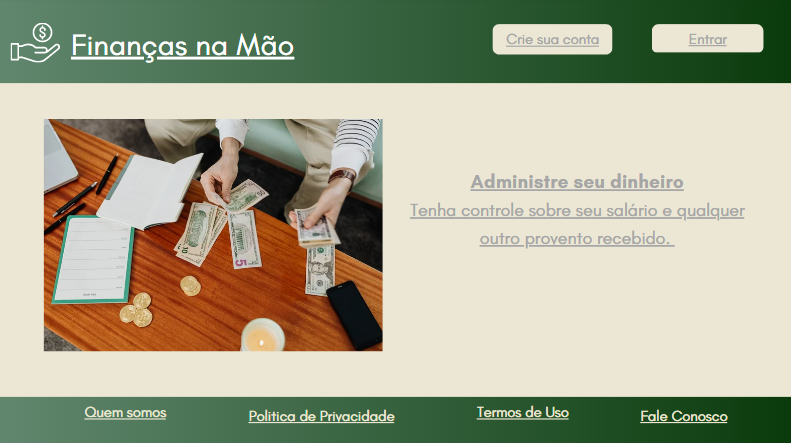 Finanças na Mão
Crie sua conta
Entrar
Administre seu dinheiro
Tenha controle sobre seu salário e qualquer
outro provento recebido.
Quem somos
Politica de Privacidade
Termos de Uso
Fale Conosco